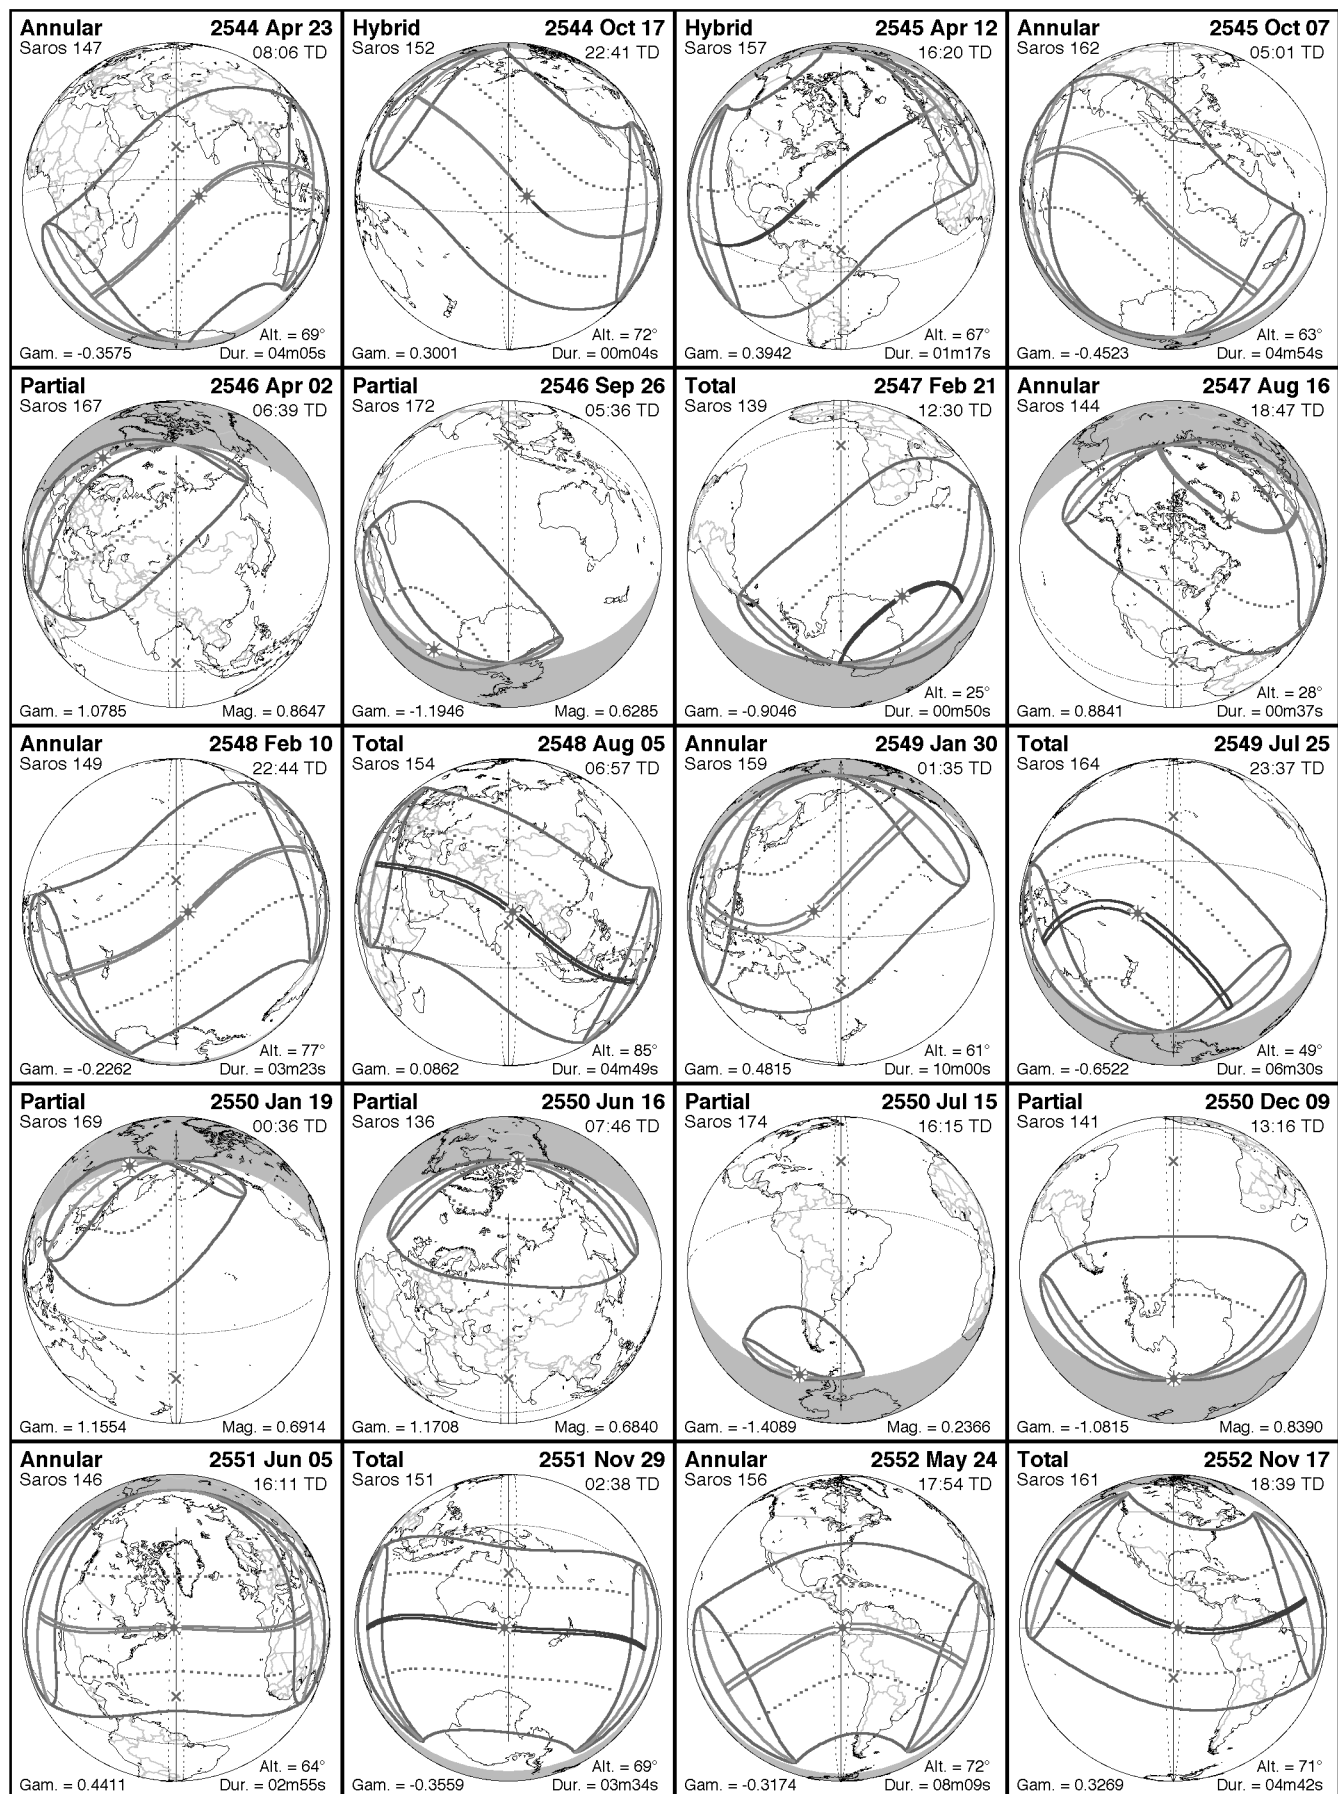 Annular 2544 Apr 23
Saros 147 08:06 TD
Alt. = 69°
Gam. = -0.3575 Dur. = 04m05s
Hybrid 2544 Oct 17
Saros 152 22:41 TD
Alt. = 72°
Gam. = 0.3001 Dur. = 00m04s
Hybrid 2545 Apr 12
Saros 157 16:20 TD
Alt. = 67°
Gam. = 0.3942 Dur. = 01m17s
Annular 2545 Oct 07
Saros 162 05:01 TD
Alt. = 63°
Gam. = -0.4523 Dur. = 04m54s
Partial 2546 Apr 02
Saros 167 06:39 TD
Gam. = 1.0785 Mag. = 0.8647
Partial 2546 Sep 26
Saros 172 05:36 TD
Gam. = -1.1946 Mag. = 0.6285
Total 2547 Feb 21
Saros 139 12:30 TD
Alt. = 25°
Gam. = -0.9046 Dur. = 00m50s
Annular 2547 Aug 16
Saros 144 18:47 TD
Alt. = 28°
Gam. = 0.8841 Dur. = 00m37s
Annular 2548 Feb 10
Saros 149 22:44 TD
Alt. = 77°
Gam. = -0.2262 Dur. = 03m23s
Total 2548 Aug 05
Saros 154 06:57 TD
Alt. = 85°
Gam. = 0.0862 Dur. = 04m49s
Annular 2549 Jan 30
Saros 159 01:35 TD
Alt. = 61°
Gam. = 0.4815 Dur. = 10m00s
Total 2549 Jul 25
Saros 164 23:37 TD
Alt. = 49°
Gam. = -0.6522 Dur. = 06m30s
Partial 2550 Jan 19
Saros 169 00:36 TD
Gam. = 1.1554 Mag. = 0.6914
Partial 2550 Jun 16
Saros 136 07:46 TD
Gam. = 1.1708 Mag. = 0.6840
Partial 2550 Jul 15
Saros 174 16:15 TD
Gam. = -1.4089 Mag. = 0.2366
Partial 2550 Dec 09
Saros 141 13:16 TD
Gam. = -1.0815 Mag. = 0.8390
Annular 2551 Jun 05
Saros 146 16:11 TD
Alt. = 64°
Gam. = 0.4411 Dur. = 02m55s
Total 2551 Nov 29
Saros 151 02:38 TD
Alt. = 69°
Gam. = -0.3559 Dur. = 03m34s
Annular 2552 May 24
Saros 156 17:54 TD
Alt. = 72°
Gam. = -0.3174 Dur. = 08m09s
Total 2552 Nov 17
Saros 161 18:39 TD
Alt. = 71°
Gam. = 0.3269 Dur. = 04m42s